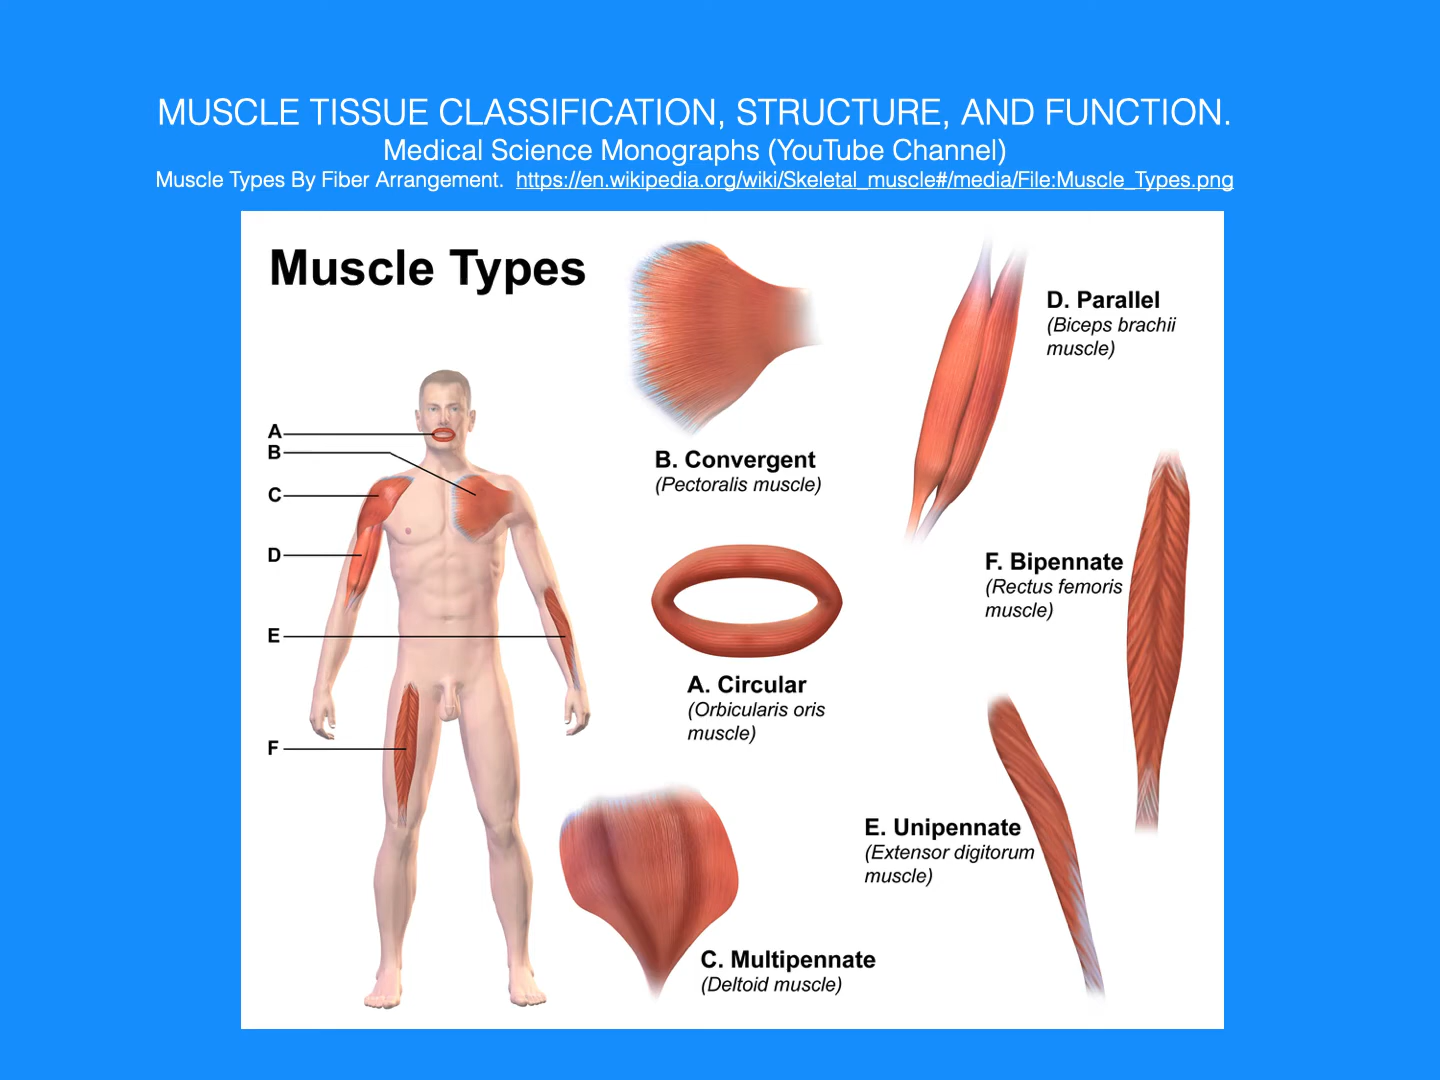 MUSCLE TISSUE CLASSIFICATION, STRUCTURE, AND FUNCTION.
Medical Science Monographs (YouTube Channel)
Muscle Types By Fiber Arrangement. https://en.wikipedia.org/wiki/Skeletal_muscle#/media/File:Muscle_Types.png
Muscle Types
A
B
C
D
E
F
B. Convergent
(Pectoralis muscle)
D. Parallel
(Biceps brachii
muscle)
A. Circular
(Orbicularis oris
muscle)
F. Bipennate
(Rectus femoris
muscle)
E. Unipennate
(Extensor digitorum
muscle)
C. Multipennate
(Deltoid muscle)